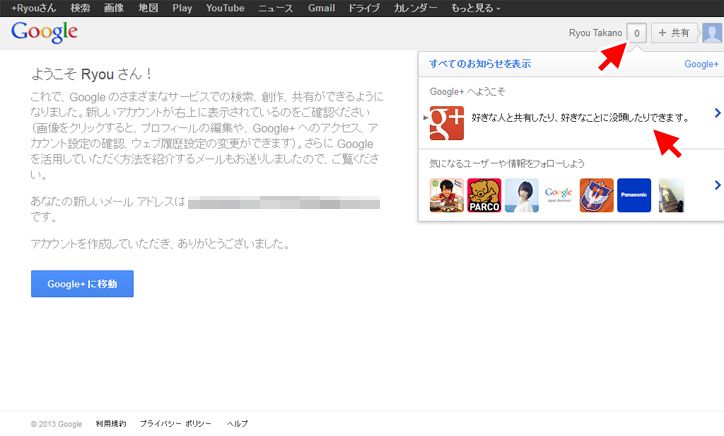 +Ryouさん 検索 画像 地図 Play YouTube ニュース Gmail ドライブ カレンダー もっと見る
Google
Ryou Takano 0 + 共有
ようこそ Ryou さん！
これで、Google のさまざまなサービスでの検索、創作、共有ができるように
なりました。新しいアカウントが右上に表示されているのをご確認ください
（画像をクリックすると、プロフィールの編集や、Google+ へのアクセス、ア
カウント設定の確認、ウェブ履歴設定の変更ができます）。さらに Google
を活用していただく方法を紹介するメールもお送りしましたので、ご覧くださ
い。
あなたの新しいメール アドレスは
です。
アカウントを作成していただき、ありがとうございました。
Google+ に移動
すべてのお知らせを表示 Google+
Google+ へようこそ
g+
好きな人と共有したり、好きなことに没頭したりできます。
気になるユーザーや情報をフォローしよう
PARCO
Google
Panasonic
© 2013 Google 利用規約 プライバシー ポリシー ヘルプ